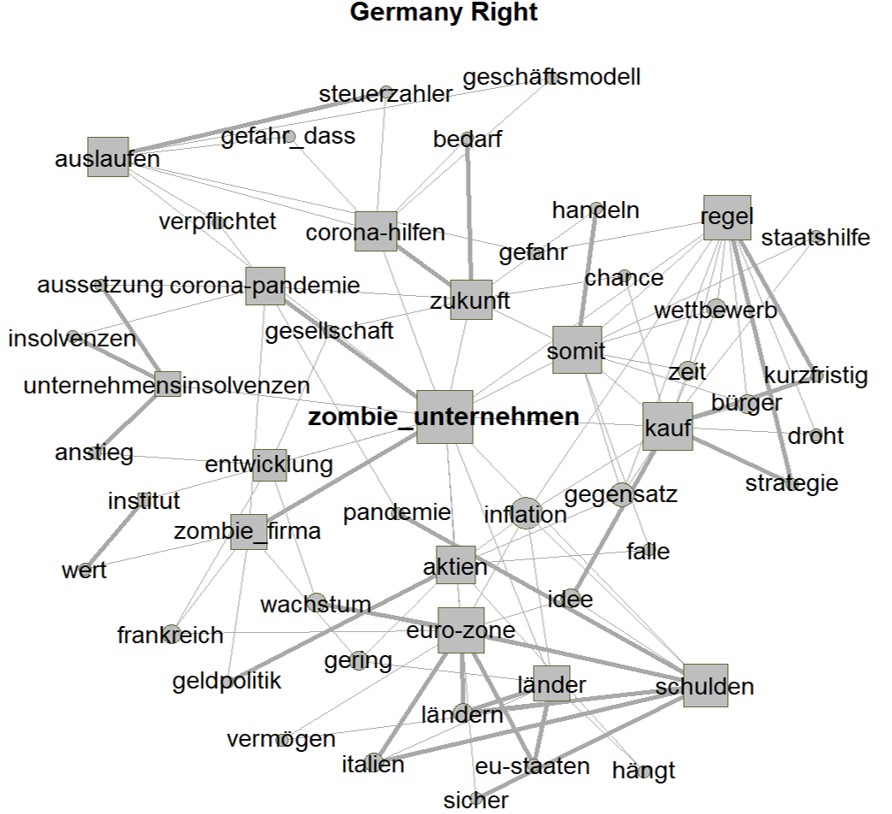 Germany Right
geschäftsmodell
steuerzahler
gefahr_dass
bedarf
auslaufen
handeln
regel
verpflichtet
corona-hilfen
staatshilfe
gefahr
chance
aussetzung
corona-pandemie
zukunft
wettbewerb
gesellschaft
insolvenzen
somit
zeit
kurzfristig
unternehmensinsolvenzen
bürger
zombie_unternehmen
kauf
droht
anstieg
entwicklung
strategie
institut
gegensatz
pandemie
inflation
zombie_firma
falle
wert
aktien
idee
wachstum
frankreich
euro-zone
gering
geldpolitik
länder
schulden
ländern
vermögen
italien
eu-staaten
hängt
sicher